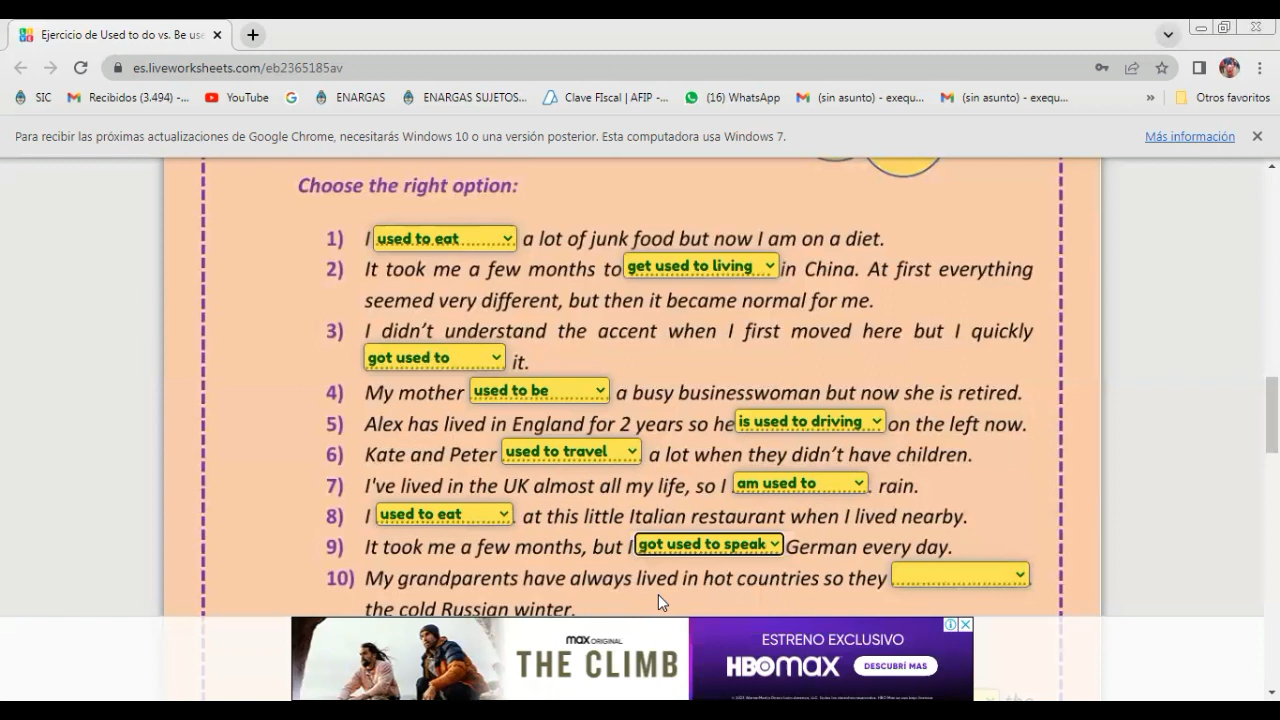 Ejercicio de Used to do vs. Be use
es.liveworksheets.com/eb2365185av
SIC Recibidos (3.494) -... YouTube ENARGAS ENARGAS SUJETOS... Clave FIscal | AFIP -... (16) WhatsApp (sin asunto) - exequ... (sin asunto) - exequ... » Otros favoritos
Para recibir las próximas actualizaciones de Google Chrome, necesitarás Windows 10 o una versión posterior. Esta computadora usa Windows 7. Más información
Choose the right option:
1) I used to eat a lot of junk food but now I am on a diet.
2) It took me a few months to get used to living in China. At first everything
seemed very different, but then it became normal for me.
3) I didn't understand the accent when I first moved here but I quickly
got used to it.
4) My mother used to be a busy businesswoman but now she is retired.
5) Alex has lived in England for 2 years so he is used to driving on the left now.
6) Kate and Peter used to travel a lot when they didn't have children.
7) I've lived in the UK almost all my life, so I am used to rain.
8) I used to eat at this little Italian restaurant when I lived nearby.
9) It took me a few months, but I got used to speak German every day.
10) My grandparents have always lived in hot countries so they
the cold Russian winter.
max ORIGINAL
THE CLIMB
ESTRENO EXCLUSIVO
HBOmax DESCUBRÍ MAS
the